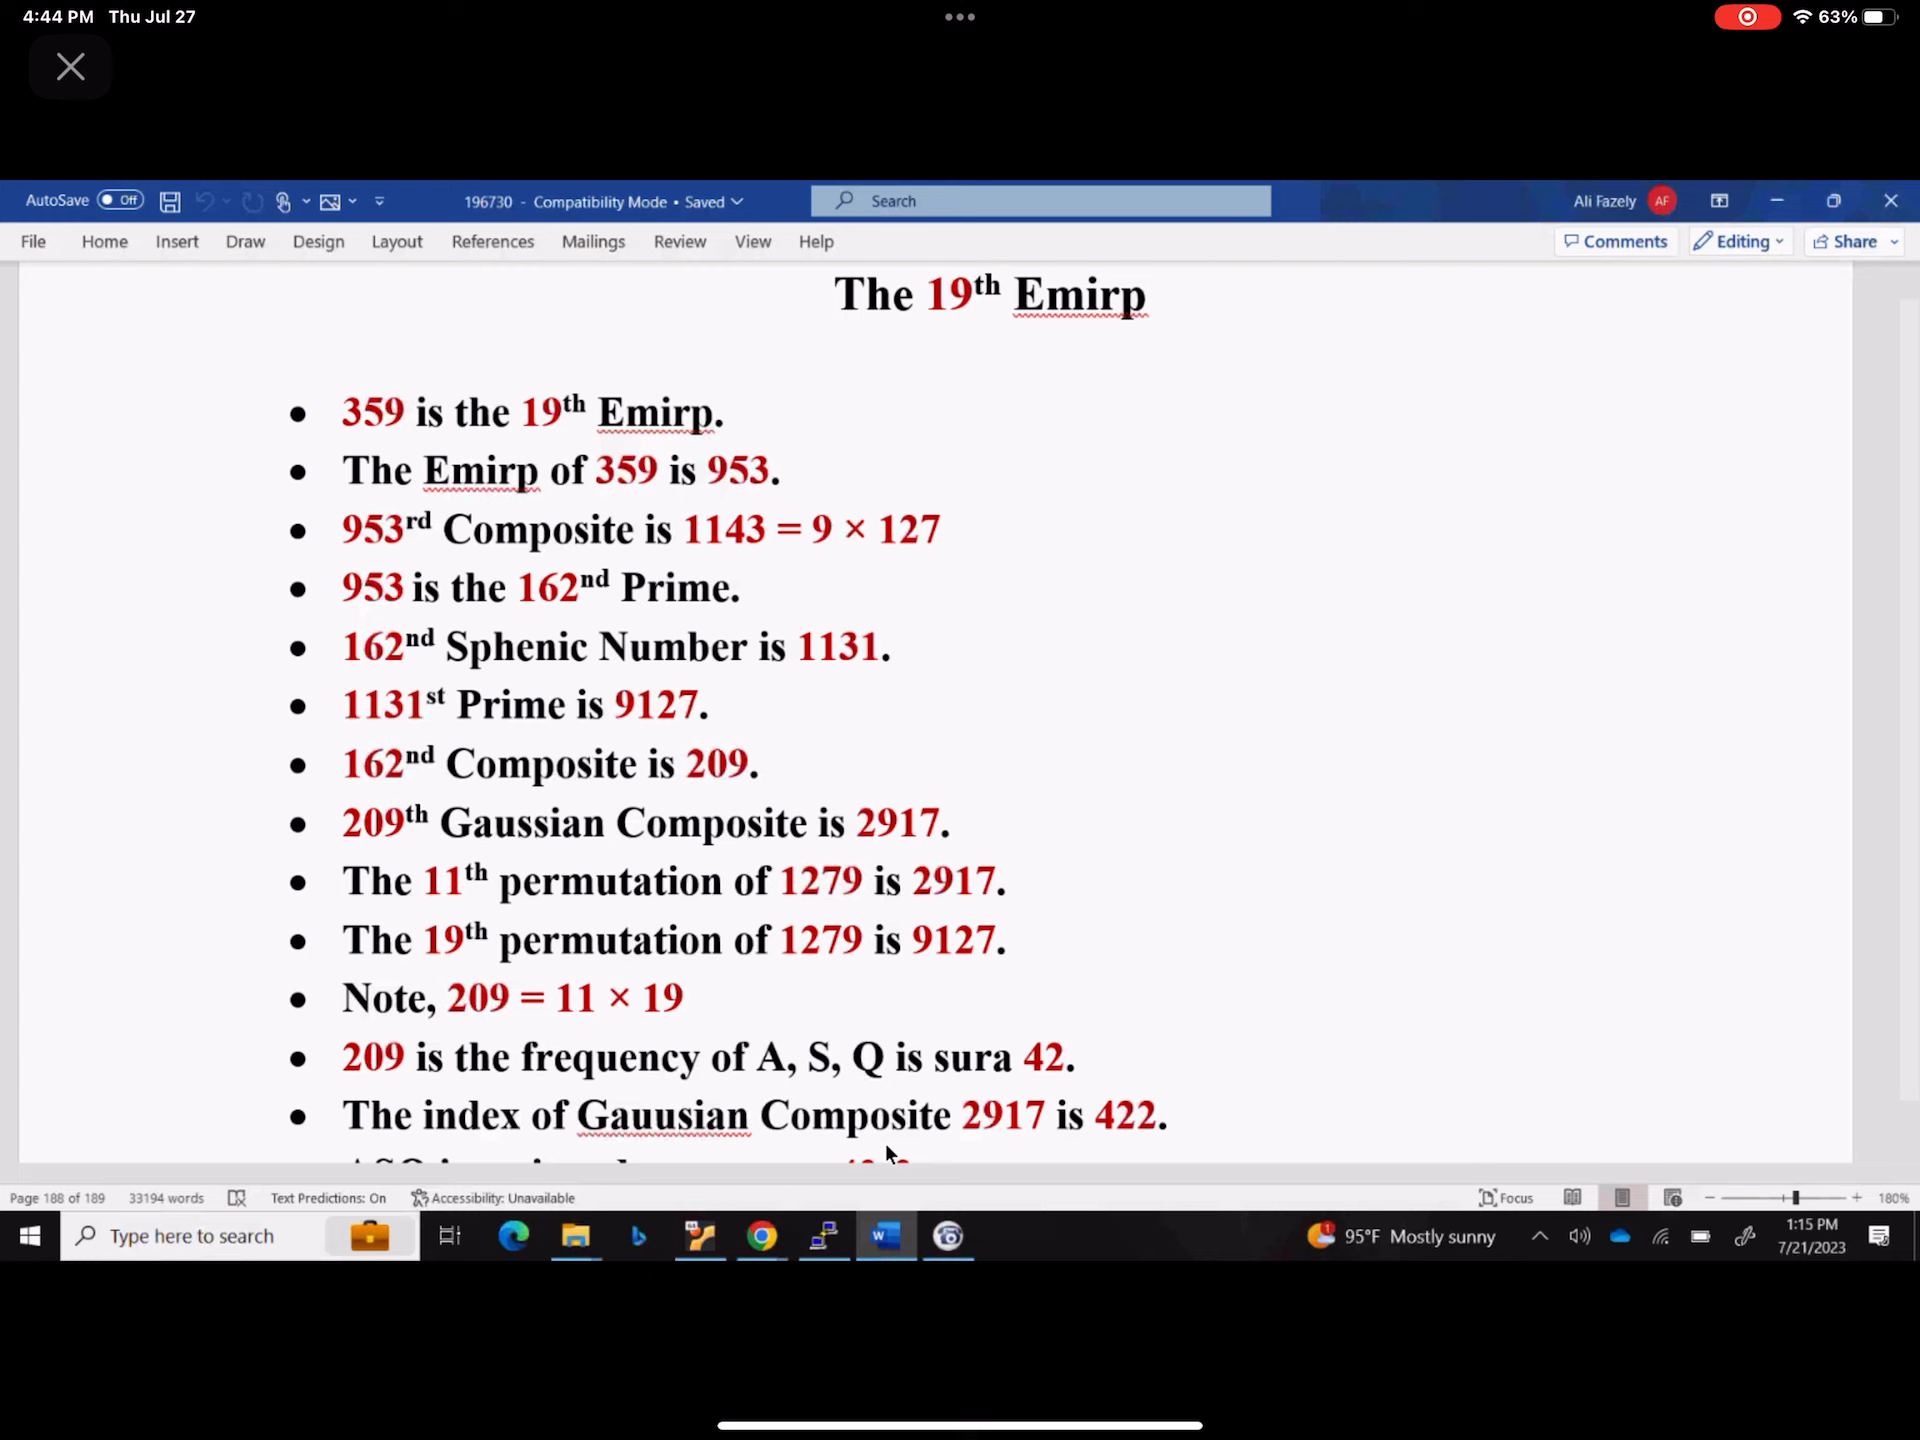 4:44 PM Thu Jul 27
63%
AutoSave Off 196730 - Compatibility Mode • Saved Search Ali Fazely AF
File Home Insert Draw Design Layout References Mailings Review View Help Comments Editing Share
The 19th Emirp
• 359 is the 19th Emirp.
• The Emirp of 359 is 953.
• 953rd Composite is 1143 = 9 × 127
• 953 is the 162nd Prime.
• 162nd Sphenic Number is 1131.
• 1131st Prime is 9127.
• 162nd Composite is 209.
• 209th Gaussian Composite is 2917.
• The 11th permutation of 1279 is 2917.
• The 19th permutation of 1279 is 9127.
• Note, 209 = 11 × 19
• 209 is the frequency of A, S, Q is sura 42.
• The index of Gauusian Composite 2917 is 422.
Page 188 of 189 33194 words Text Predictions: On Accessibility: Unavailable Focus 180%
Type here to search 95°F Mostly sunny 1:15 PM
7/21/2023